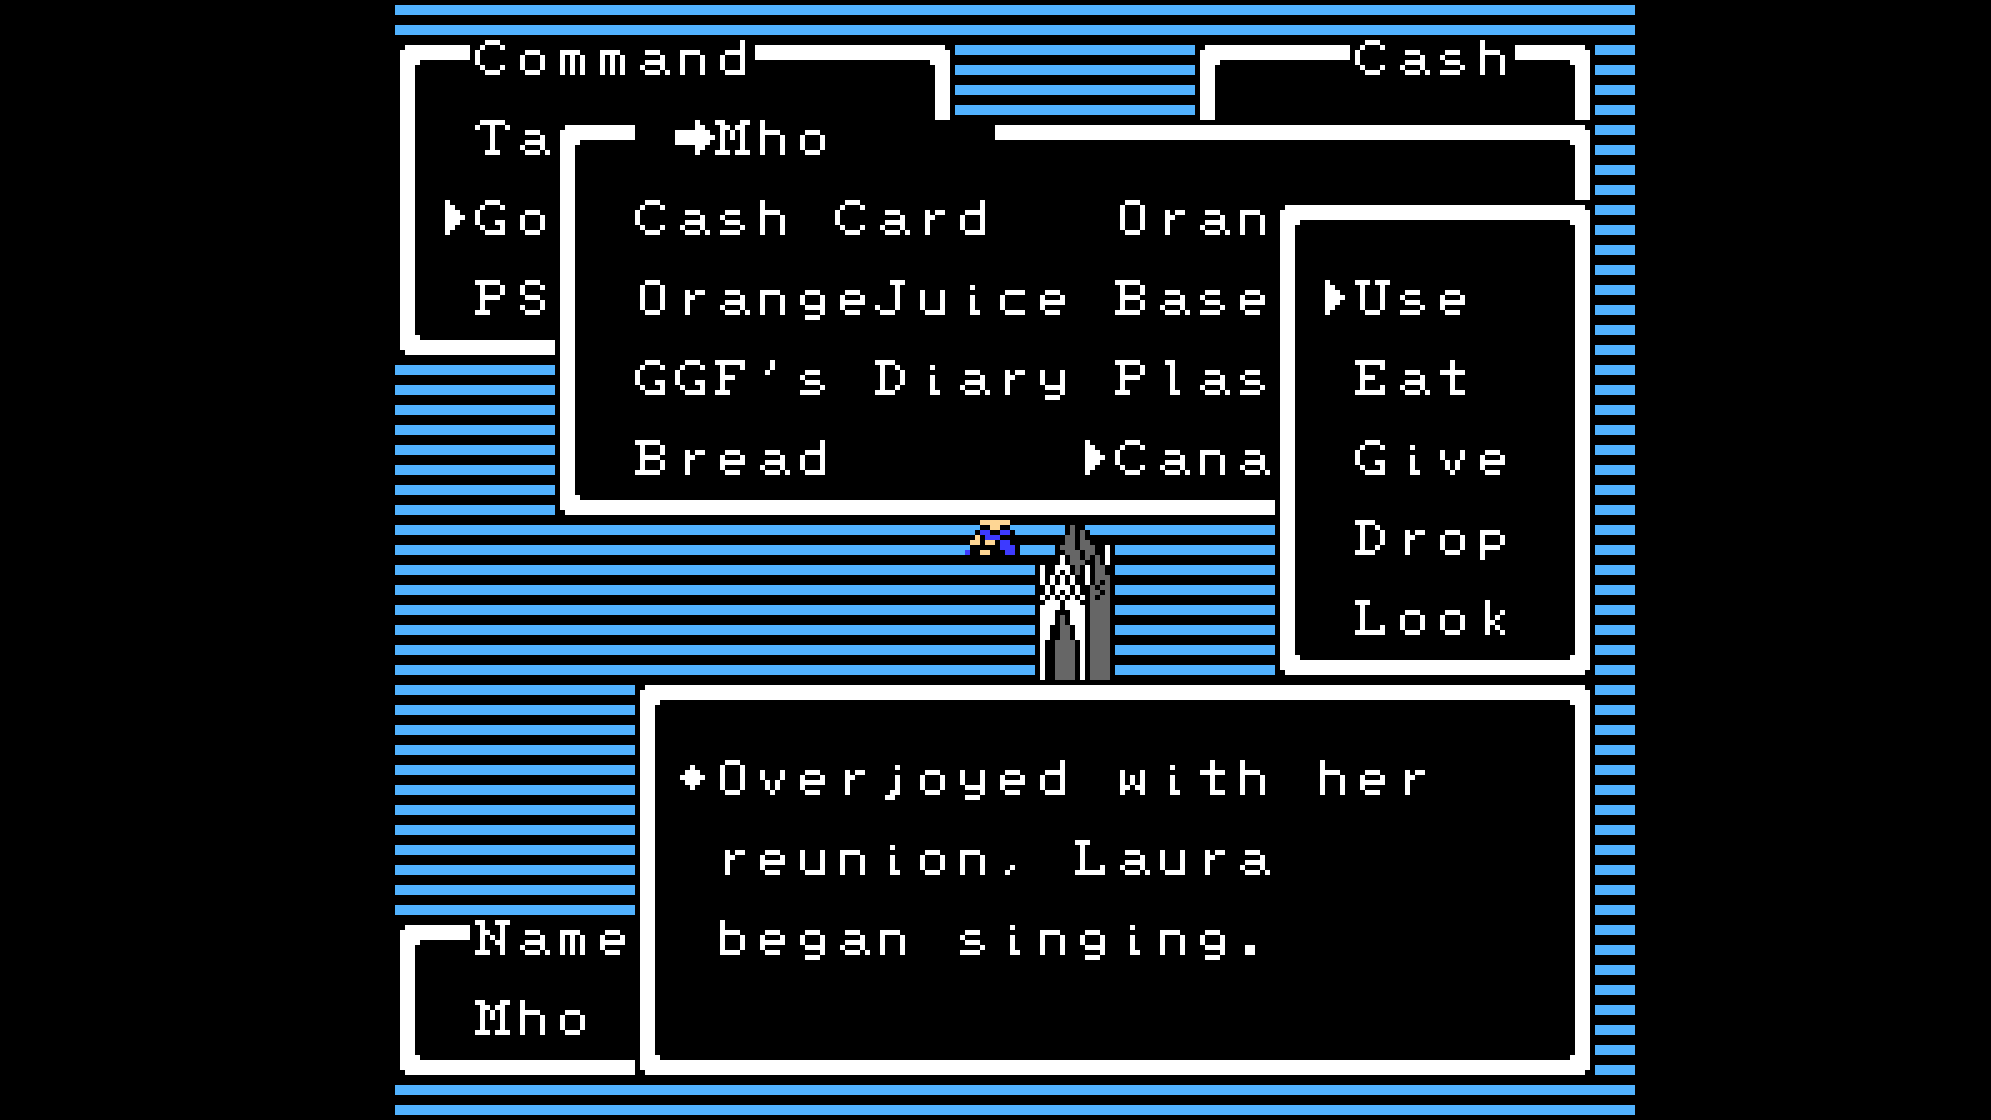 Command
Cash
Ta
Mho
Go
Cash Card Oran
PS
OrangeJuice Base
Use
GGF's Diary Plas
Eat
Bread Cana
Give
Drop
Look
Overjoyed with her
reunion, Laura
began singing.
Name
Mho